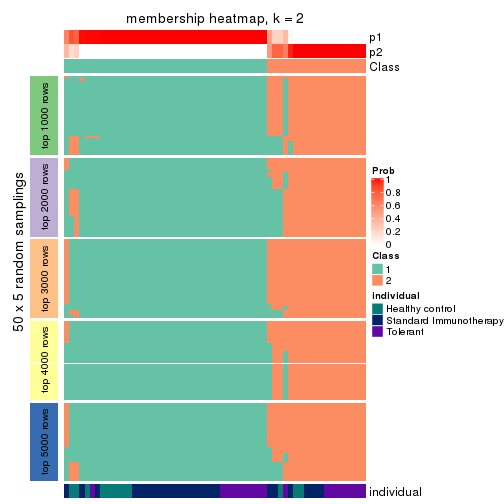 membership heatmap, k = 2
p1
p2
Class
50 x 5 random samplings
top 1000 rows
top 2000 rows
top 3000 rows
top 4000 rows
top 5000 rows
individual
Prob
1
0.8
0.6
0.4
0.2
0
Class
1
2
individual
Healthy control
Standard Immunotherapy
Tolerant